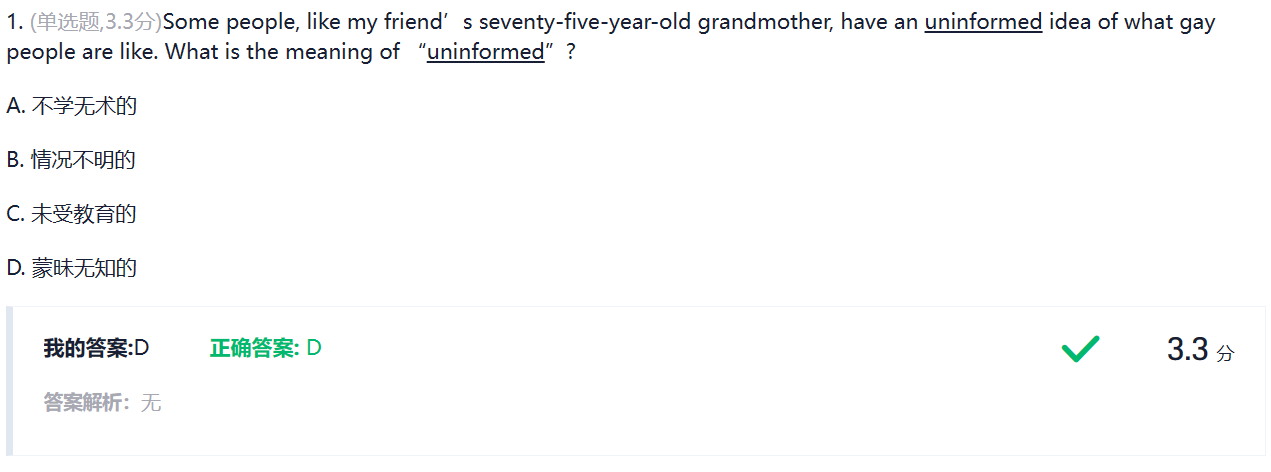 1. (单选题,3.3分)Some people, like my friend’s seventy-five-year-old grandmother, have an uninformed idea of what gay
people are like. What is the meaning of “uninformed”?
A. 不学无术的
B. 情况不明的
C. 未受教育的
D. 蒙昧无知的
我的答案:D 正确答案: D 3.3 分
答案解析：无